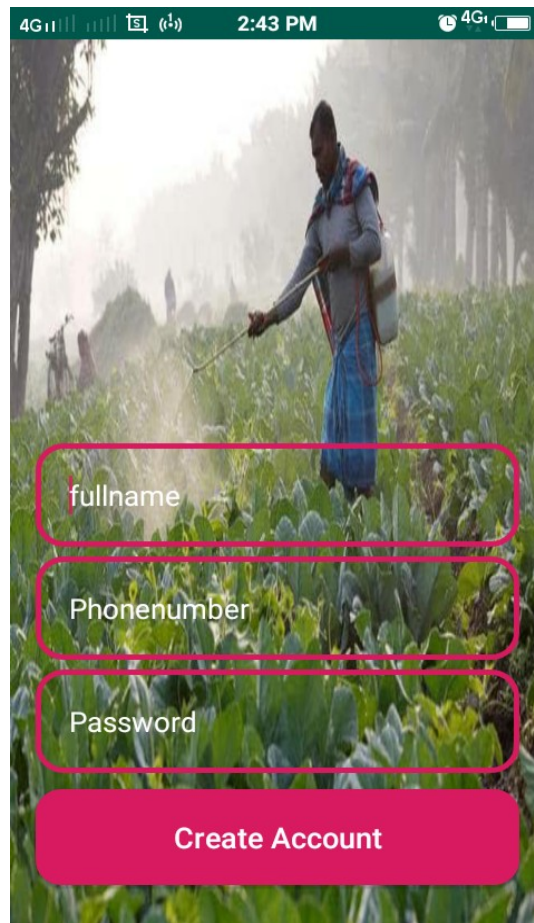 4G 2:43 PM 4G
fullname
Phonenumber
Password
Create Account